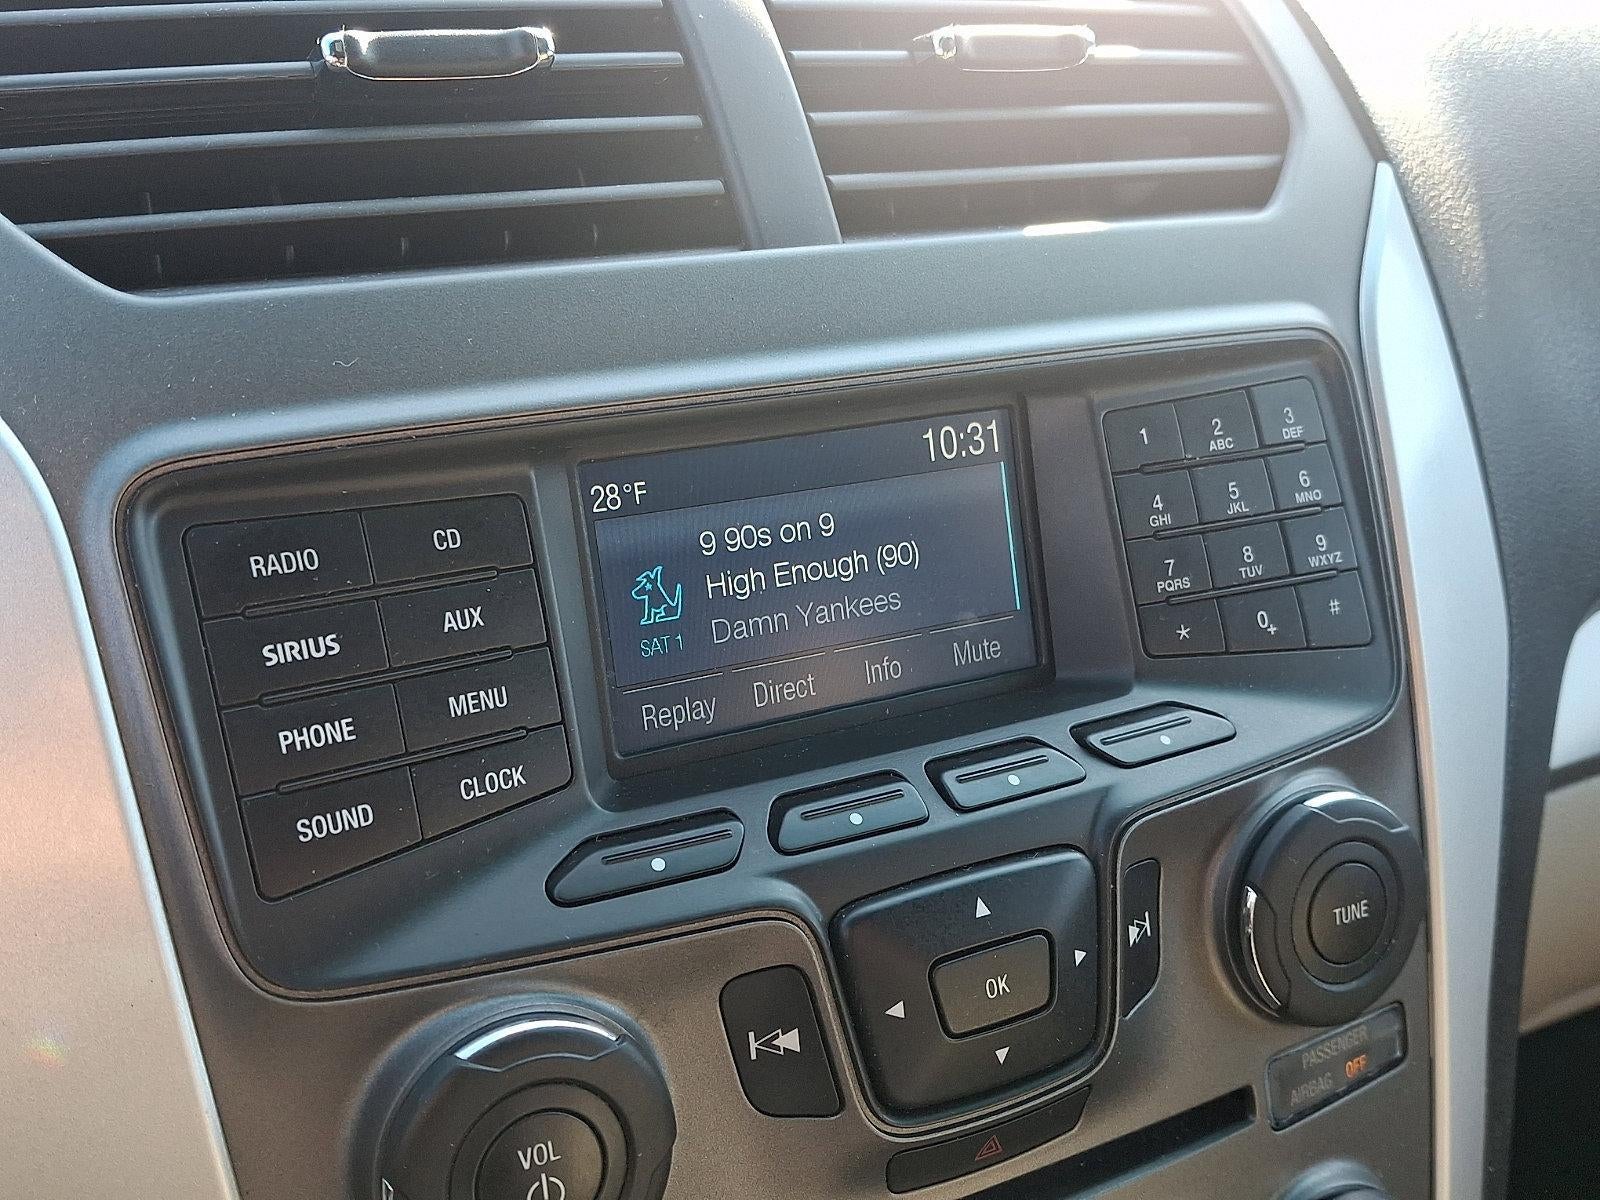 10:31
28°F
9 90s on 9
High Enough (90)
Damn Yankees
SAT 1
Replay Direct Info Mute
RADIO CD
SIRIUS AUX
PHONE MENU
SOUND CLOCK
1 2 ABC 3 DEF
4 GHI 5 JKL 6 MNO
7 PQRS 8 TUV 9 WXYZ
* 0+ #
OK
TUNE
VOL
PASSENGER
AIRBAG OFF